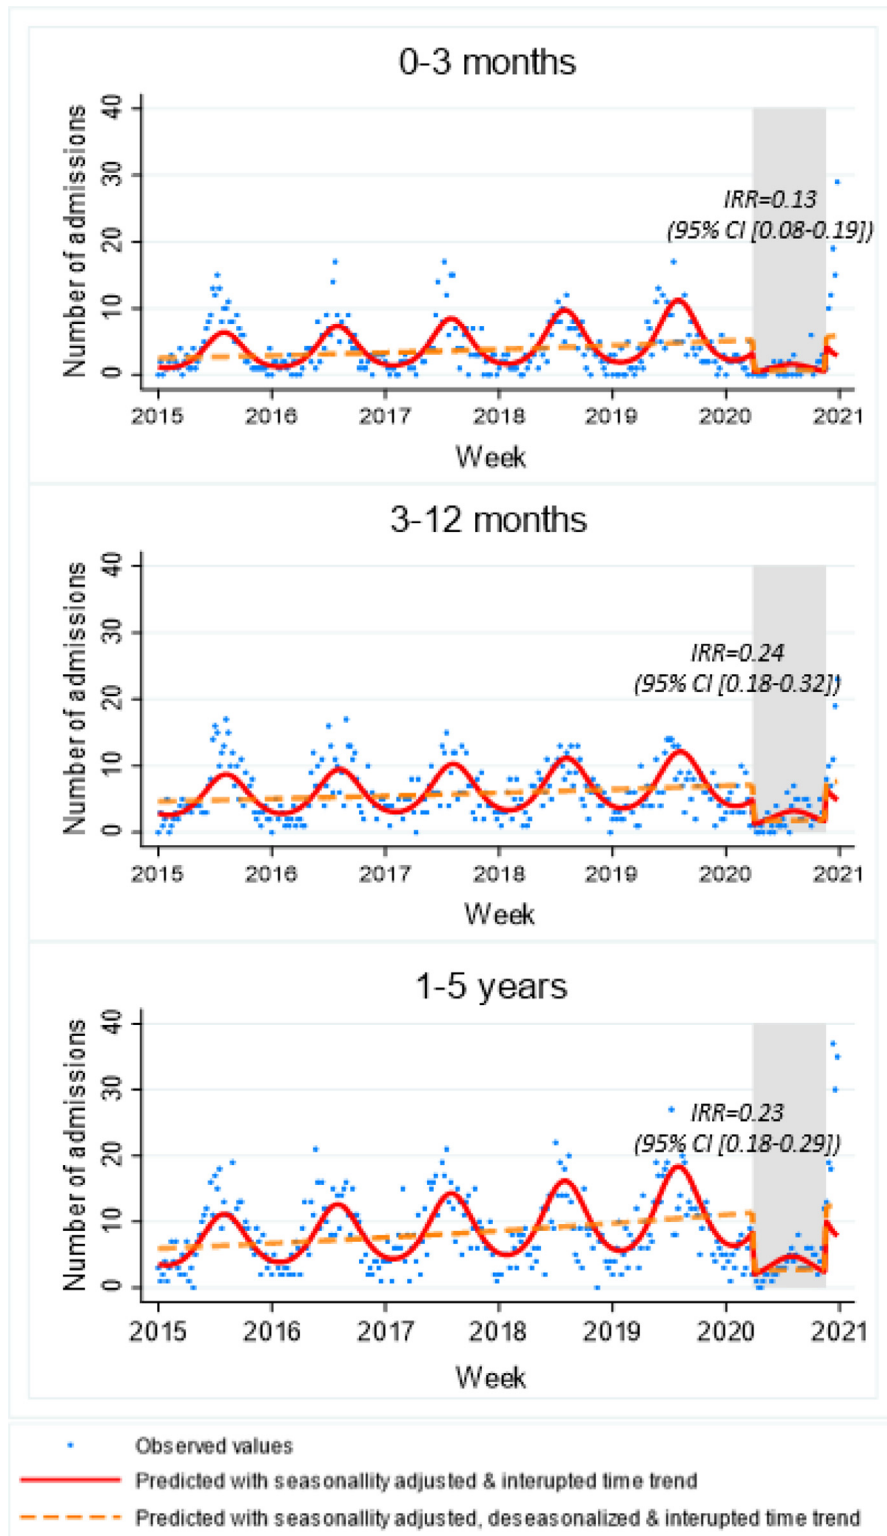 0-3 months
Number of admissions
40
30
20
10
0
IRR=0.13
(95% CI [0.08-0.19])
2015 2016 2017 2018 2019 2020 2021
Week
3-12 months
Number of admissions
40
30
20
10
0
IRR=0.24
(95% CI [0.18-0.32])
2015 2016 2017 2018 2019 2020 2021
Week
1-5 years
Number of admissions
40
30
20
10
0
IRR=0.23
(95% CI [0.18-0.29])
2015 2016 2017 2018 2019 2020 2021
Week
Observed values
Predicted with seasonallity adjusted & interupted time trend
Predicted with seasonallity adjusted, deseasonalized & interupted time trend